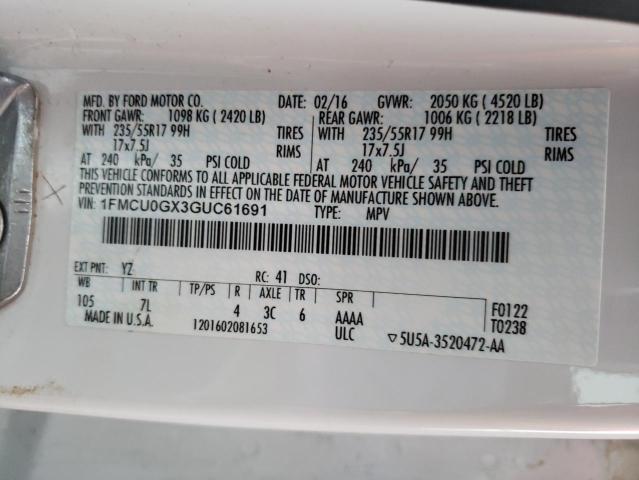 MFD. BY FORD MOTOR CO. DATE: 02/16 GVWR: 2050 KG ( 4520 LB)
FRONT GAWR: 1098 KG ( 2420 LB) REAR GAWR: 1006 KG ( 2218 LB)
WITH 235/55R17 99H TIRES WITH 235/55R17 99H TIRES
17x7.5J RIMS 17x7.5J RIMS
AT 240 kPa/ 35 PSI COLD AT 240 kPa/ 35 PSI COLD
THIS VEHICLE CONFORMS TO ALL APPLICABLE FEDERAL MOTOR VEHICLE SAFETY AND THEFT
PREVENTION STANDARDS IN EFFECT ON THE DATE OF MANUFACTURE SHOWN ABOVE.
VIN: 1FMCU0GX3GUC61691 TYPE: MPV
EXT PNT: YZ RC: 41 DSO:
WB INT TR TP/PS R AXLE TR SPR
105 7L 4 3C 6 AAAA F0122
MADE IN U.S.A. 1201602081653 ULC ▽5U5A-3520472-AA T0238